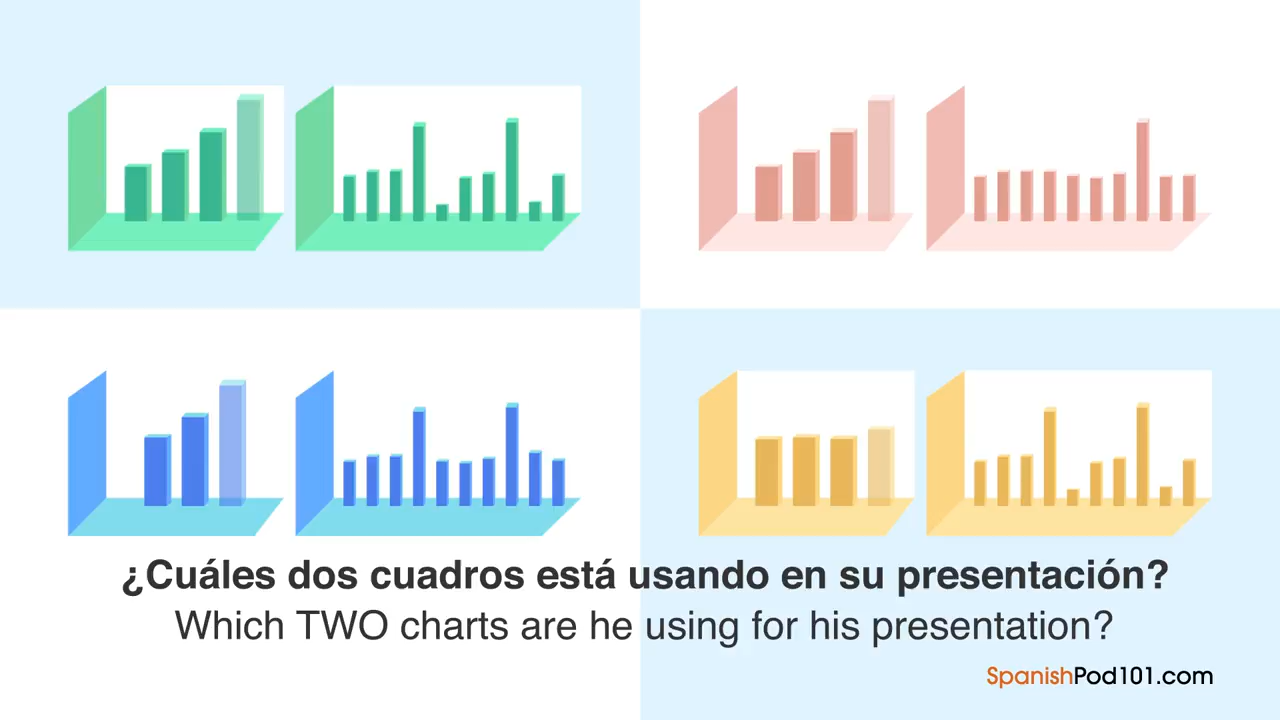 ¿Cuáles dos cuadros está usando en su presentación?
Which TWO charts are he using for his presentation?
SpanishPod101.com